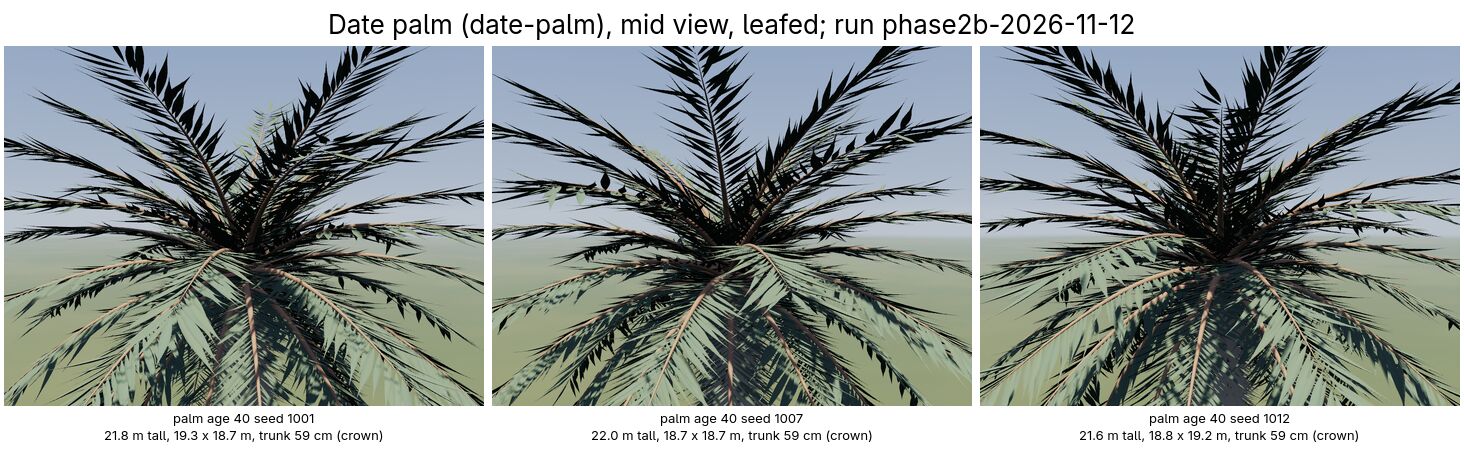 Date palm (date-palm), mid view, leafed; run phase2b-2026-11-12
palm age 40 seed 1001
21.8 m tall, 19.3 x 18.7 m, trunk 59 cm (crown)
palm age 40 seed 1007
22.0 m tall, 18.7 x 18.7 m, trunk 59 cm (crown)
palm age 40 seed 1012
21.6 m tall, 18.8 x 19.2 m, trunk 59 cm (crown)